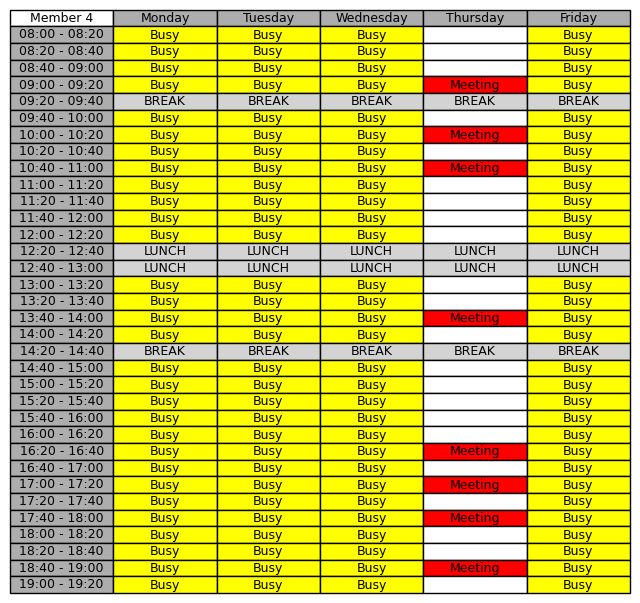 Member 4 Monday Tuesday Wednesday Thursday Friday
08:00 - 08:20 Busy Busy Busy Busy
08:20 - 08:40 Busy Busy Busy Busy
08:40 - 09:00 Busy Busy Busy Busy
09:00 - 09:20 Busy Busy Busy Meeting Busy
09:20 - 09:40 BREAK BREAK BREAK BREAK BREAK
09:40 - 10:00 Busy Busy Busy Busy
10:00 - 10:20 Busy Busy Busy Meeting Busy
10:20 - 10:40 Busy Busy Busy Busy
10:40 - 11:00 Busy Busy Busy Meeting Busy
11:00 - 11:20 Busy Busy Busy Busy
11:20 - 11:40 Busy Busy Busy Busy
11:40 - 12:00 Busy Busy Busy Busy
12:00 - 12:20 Busy Busy Busy Busy
12:20 - 12:40 LUNCH LUNCH LUNCH LUNCH LUNCH
12:40 - 13:00 LUNCH LUNCH LUNCH LUNCH LUNCH
13:00 - 13:20 Busy Busy Busy Busy
13:20 - 13:40 Busy Busy Busy Busy
13:40 - 14:00 Busy Busy Busy Meeting Busy
14:00 - 14:20 Busy Busy Busy Busy
14:20 - 14:40 BREAK BREAK BREAK BREAK BREAK
14:40 - 15:00 Busy Busy Busy Busy
15:00 - 15:20 Busy Busy Busy Busy
15:20 - 15:40 Busy Busy Busy Busy
15:40 - 16:00 Busy Busy Busy Busy
16:00 - 16:20 Busy Busy Busy Busy
16:20 - 16:40 Busy Busy Busy Meeting Busy
16:40 - 17:00 Busy Busy Busy Busy
17:00 - 17:20 Busy Busy Busy Meeting Busy
17:20 - 17:40 Busy Busy Busy Busy
17:40 - 18:00 Busy Busy Busy Meeting Busy
18:00 - 18:20 Busy Busy Busy Busy
18:20 - 18:40 Busy Busy Busy Busy
18:40 - 19:00 Busy Busy Busy Meeting Busy
19:00 - 19:20 Busy Busy Busy Busy